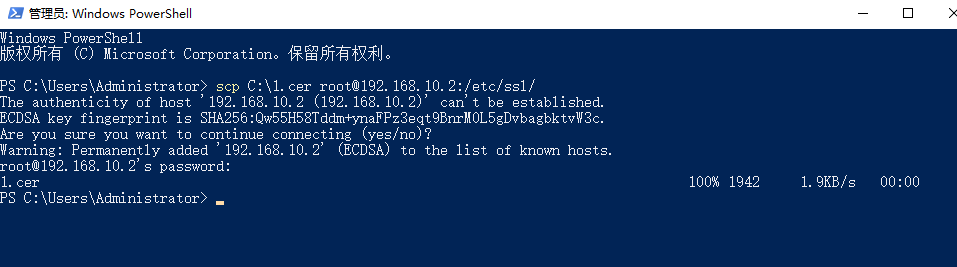 管理员: Windows PowerShell
Windows PowerShell
版权所有 (C) Microsoft Corporation。保留所有权利。
PS C:\Users\Administrator> scp C:\1.cer root@192.168.10.2:/etc/ssl/
The authenticity of host '192.168.10.2 (192.168.10.2)' can't be established.
ECDSA key fingerprint is SHA256:Qw55H58Tddm+ynaFPz3eqt9BnrMOL5gDvbagbktvW3c.
Are you sure you want to continue connecting (yes/no)?
Warning: Permanently added '192.168.10.2' (ECDSA) to the list of known hosts.
root@192.168.10.2's password:
1.cer 100% 1942 1.9KB/s 00:00
PS C:\Users\Administrator>